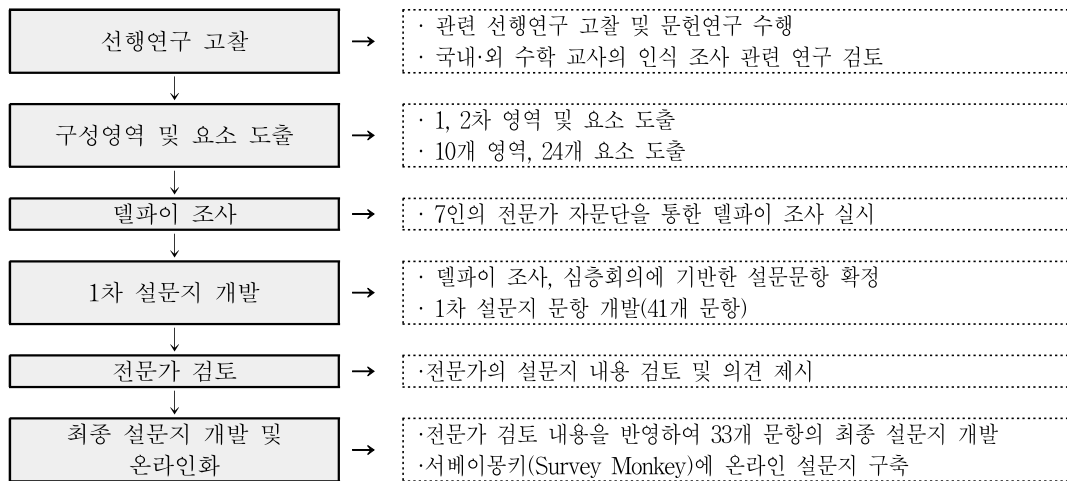 선행연구 고찰
→
· 관련 선행연구 고찰 및 문헌연구 수행
· 국내·외 수학 교사의 인식 조사 관련 연구 검토
↓
구성영역 및 요소 도출
→
· 1, 2차 영역 및 요소 도출
· 10개 영역, 24개 요소 도출
↓
델파이 조사
→
· 7인의 전문가 자문단을 통한 델파이 조사 실시
↓
1차 설문지 개발
→
· 델파이 조사, 심층회의에 기반한 설문문항 확정
· 1차 설문지 문항 개발(41개 문항)
↓
전문가 검토
→
·전문가의 설문지 내용 검토 및 의견 제시
↓
최종 설문지 개발 및
온라인화
→
·전문가 검토 내용을 반영하여 33개 문항의 최종 설문지 개발
·서베이몽키(Survey Monkey)에 온라인 설문지 구축